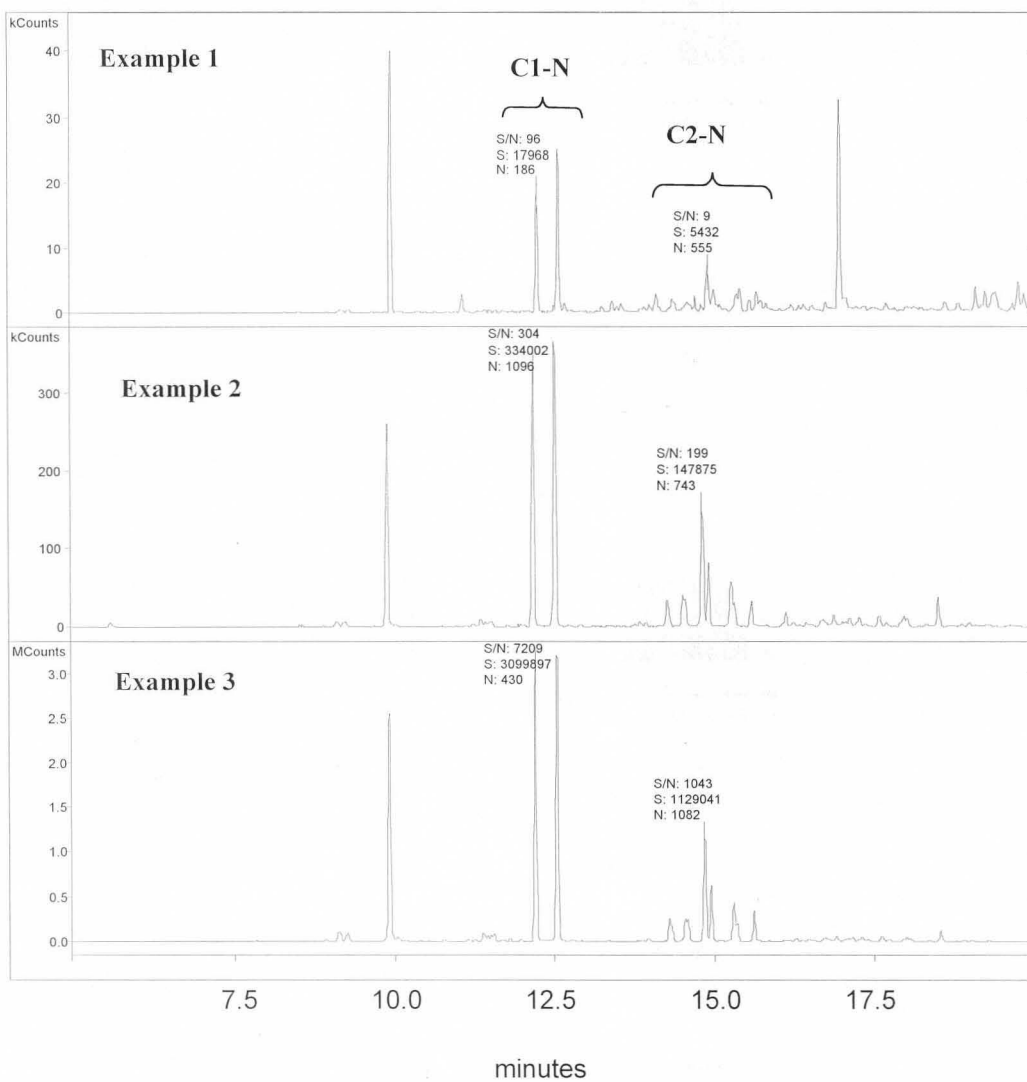 kCounts
40
Example 1
C1-N
30
S/N: 96
S: 17968
N: 186
C2-N
20
S/N: 9
S: 5432
N: 555
10
0
kCounts
S/N: 304
S: 334002
N: 1096
Example 2
300
S/N: 199
S: 147875
N: 743
200
100
0
MCounts
S/N: 7209
S: 3099897
N: 430
3.0
Example 3
2.5
2.0
S/N: 1043
S: 1129041
N: 1082
1.5
1.0
0.5
0.0
7.5 10.0 12.5 15.0 17.5
minutes